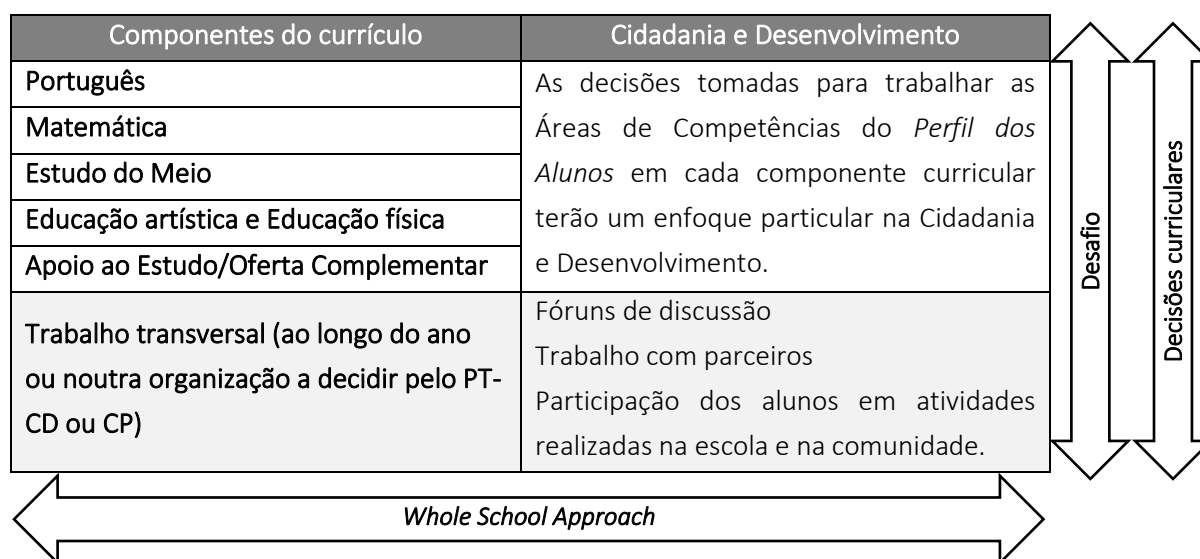 Componentes do currículo
Cidadania e Desenvolvimento
Português
Matemática
Estudo do Meio
Educação artística e Educação física
Apoio ao Estudo/Oferta Complementar
As decisões tomadas para trabalhar as
Áreas de Competências do Perfil dos
Alunos em cada componente curricular
terão um enfoque particular na Cidadania
e Desenvolvimento.
Trabalho transversal (ao longo do ano
ou noutra organização a decidir pelo PT-
CD ou CP)
Fóruns de discussão
Trabalho com parceiros
Participação dos alunos em atividades
realizadas na escola e na comunidade.
Desafio
Decisões curriculares
Whole School Approach